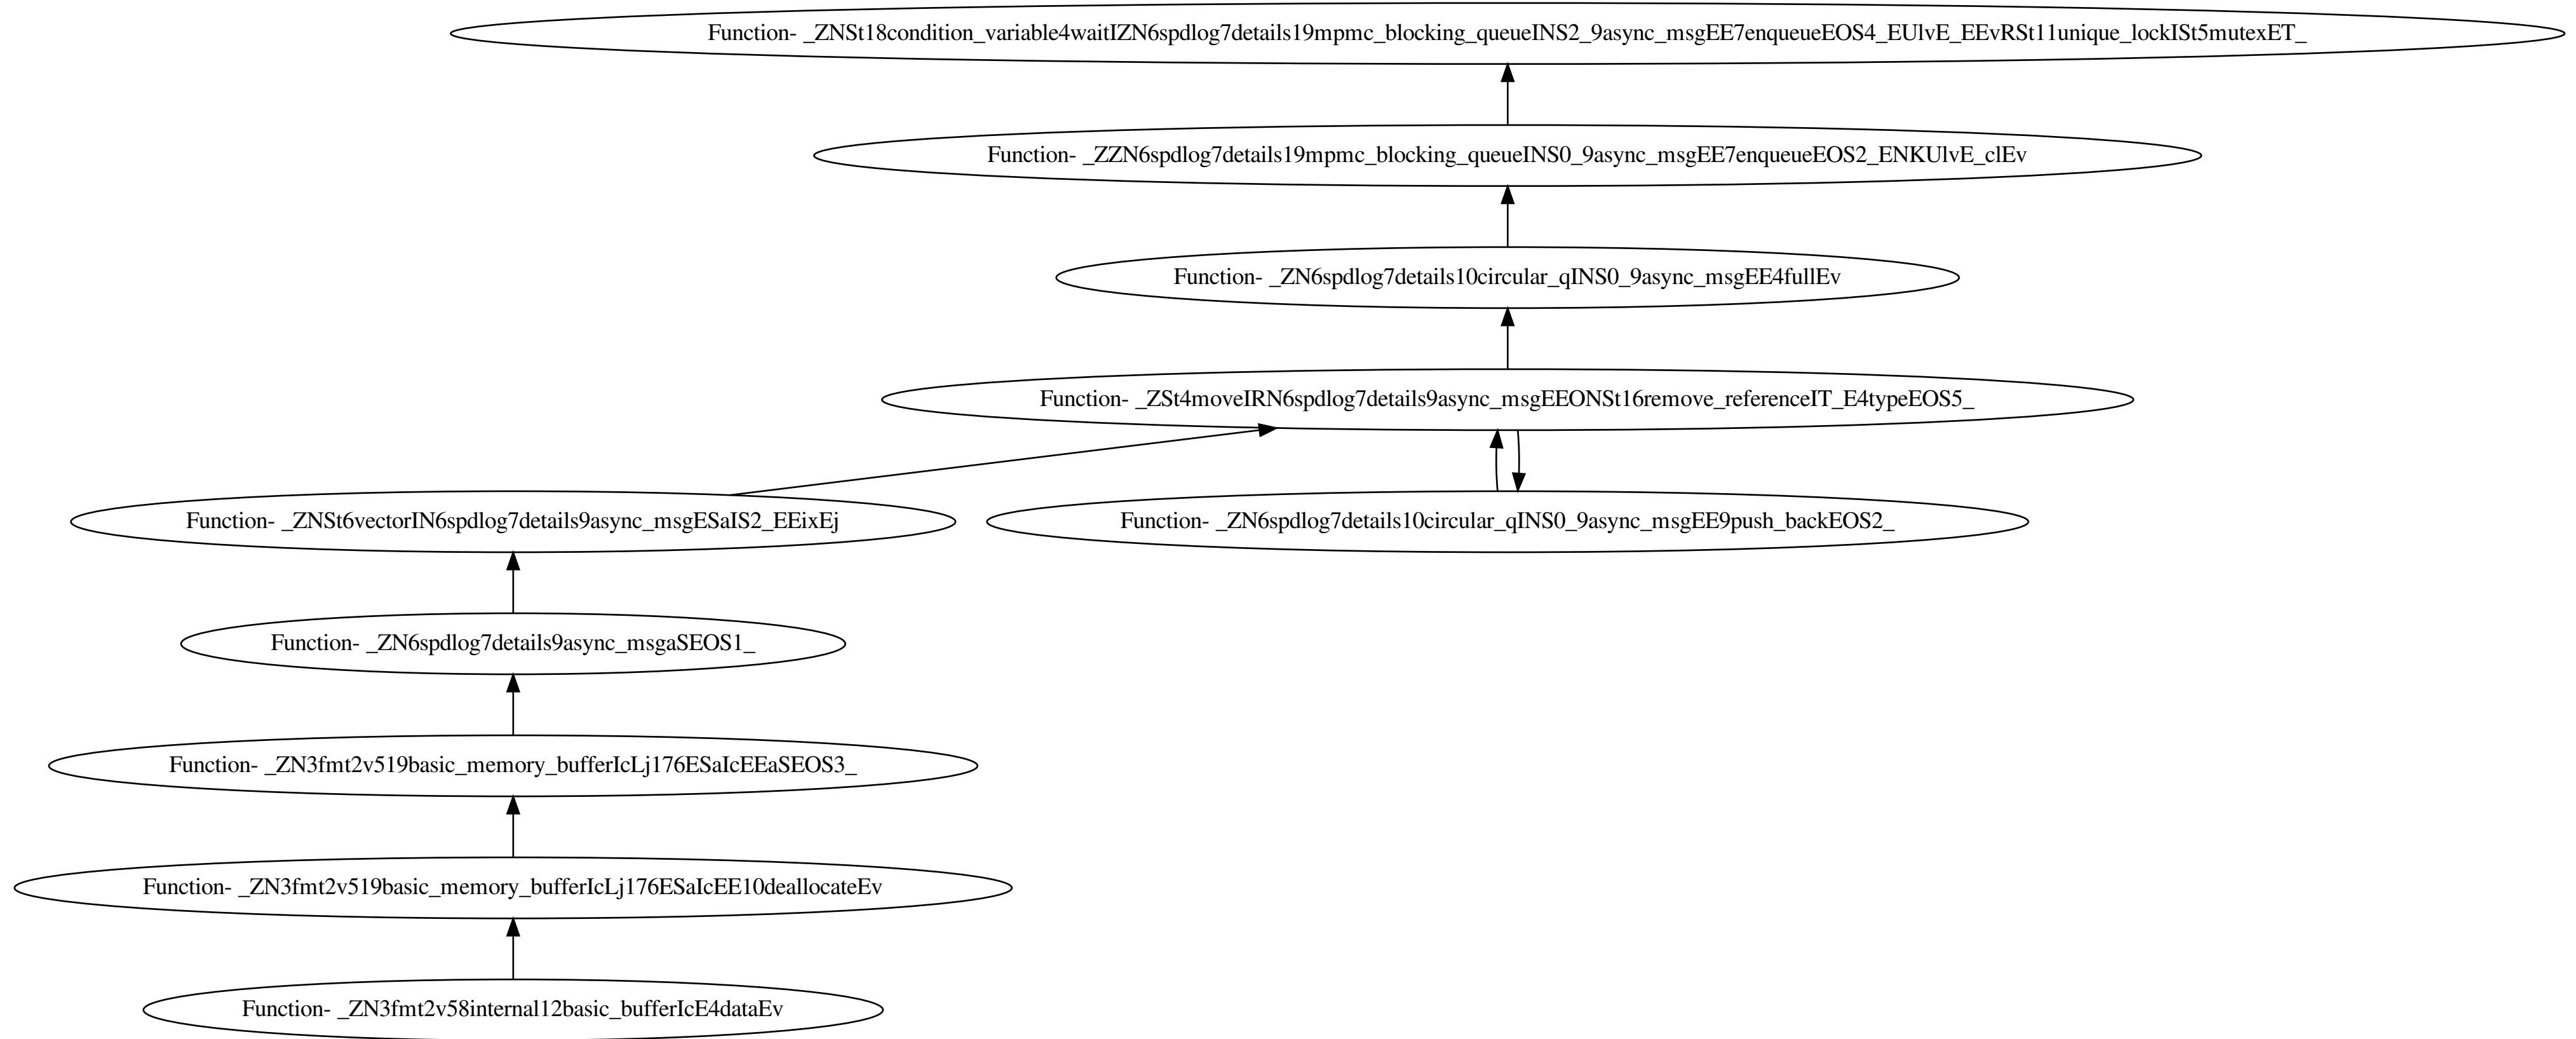 Function- _ZNSt18condition_variable4waitIZN6spdlog7details19mpmc_blocking_queueINS2_9async_msgEE7enqueueEOS4_EUlvE_EEvRSt11unique_lockISt5mutexET_
Function- _ZZN6spdlog7details19mpmc_blocking_queueINS0_9async_msgEE7enqueueEOS2_ENKUlvE_clEv
Function- _ZN6spdlog7details10circular_qINS0_9async_msgEE4fullEv
Function- _ZSt4moveIRN6spdlog7details9async_msgEEONSt16remove_referenceIT_E4typeEOS5_
Function- _ZNSt6vectorIN6spdlog7details9async_msgESaIS2_EEixEj
Function- _ZN6spdlog7details10circular_qINS0_9async_msgEE9push_backEOS2_
Function- _ZN6spdlog7details9async_msgaSEOS1_
Function- _ZN3fmt2v519basic_memory_bufferIcLj176ESaIcEEaSEOS3_
Function- _ZN3fmt2v519basic_memory_bufferIcLj176ESaIcEE10deallocateEv
Function- _ZN3fmt2v58internal12basic_bufferIcE4dataEv